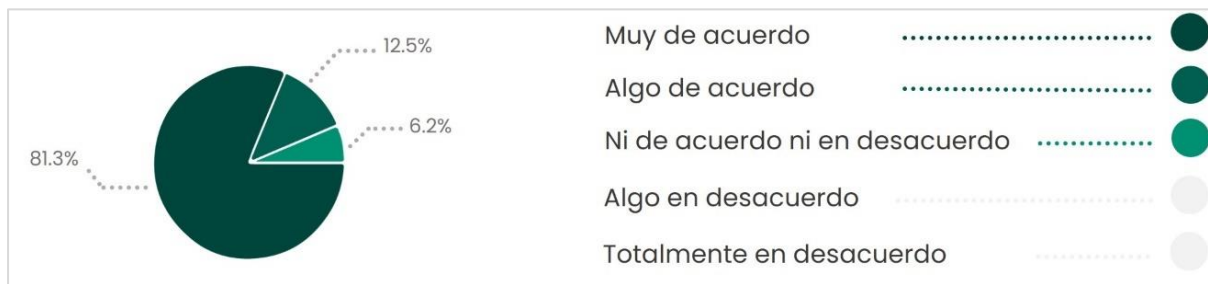 12.5%
6.2%
81.3%
Muy de acuerdo
Algo de acuerdo
Ni de acuerdo ni en desacuerdo
Algo en desacuerdo
Totalmente en desacuerdo